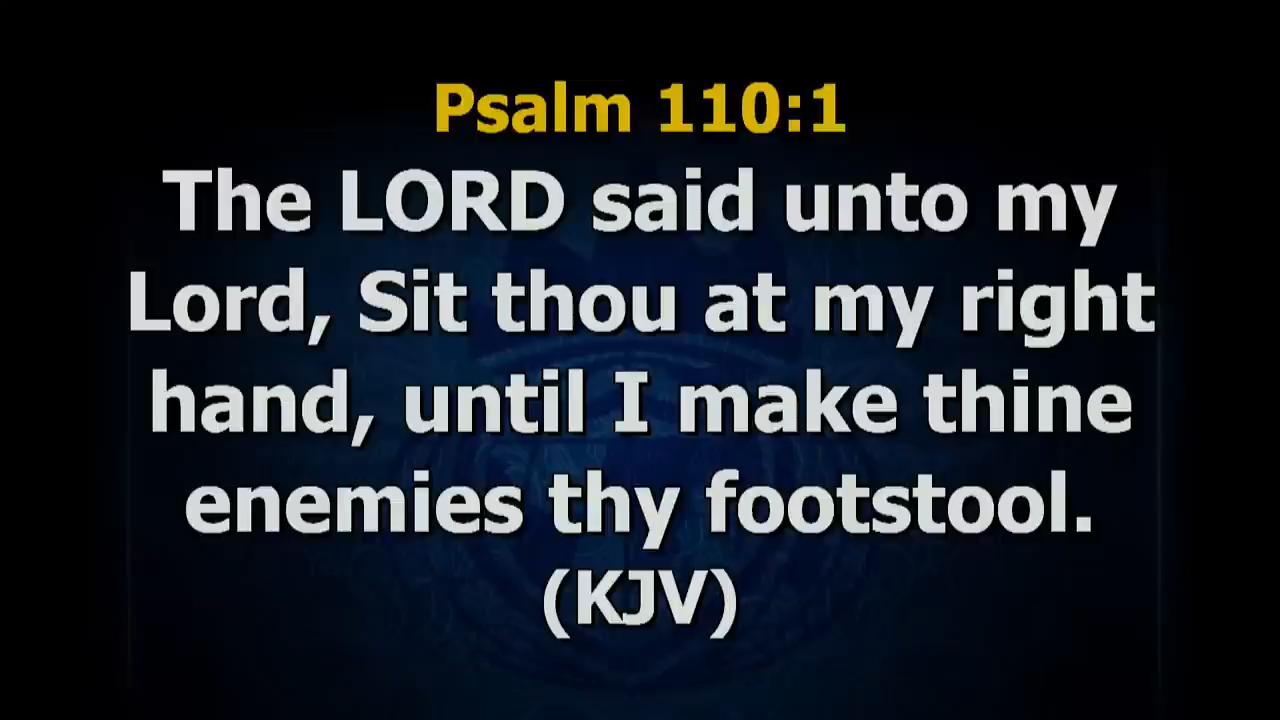 Psalm 110:1
The LORD said unto my
Lord, Sit thou at my right
hand, until I make thine
enemies thy footstool.
(KJV)